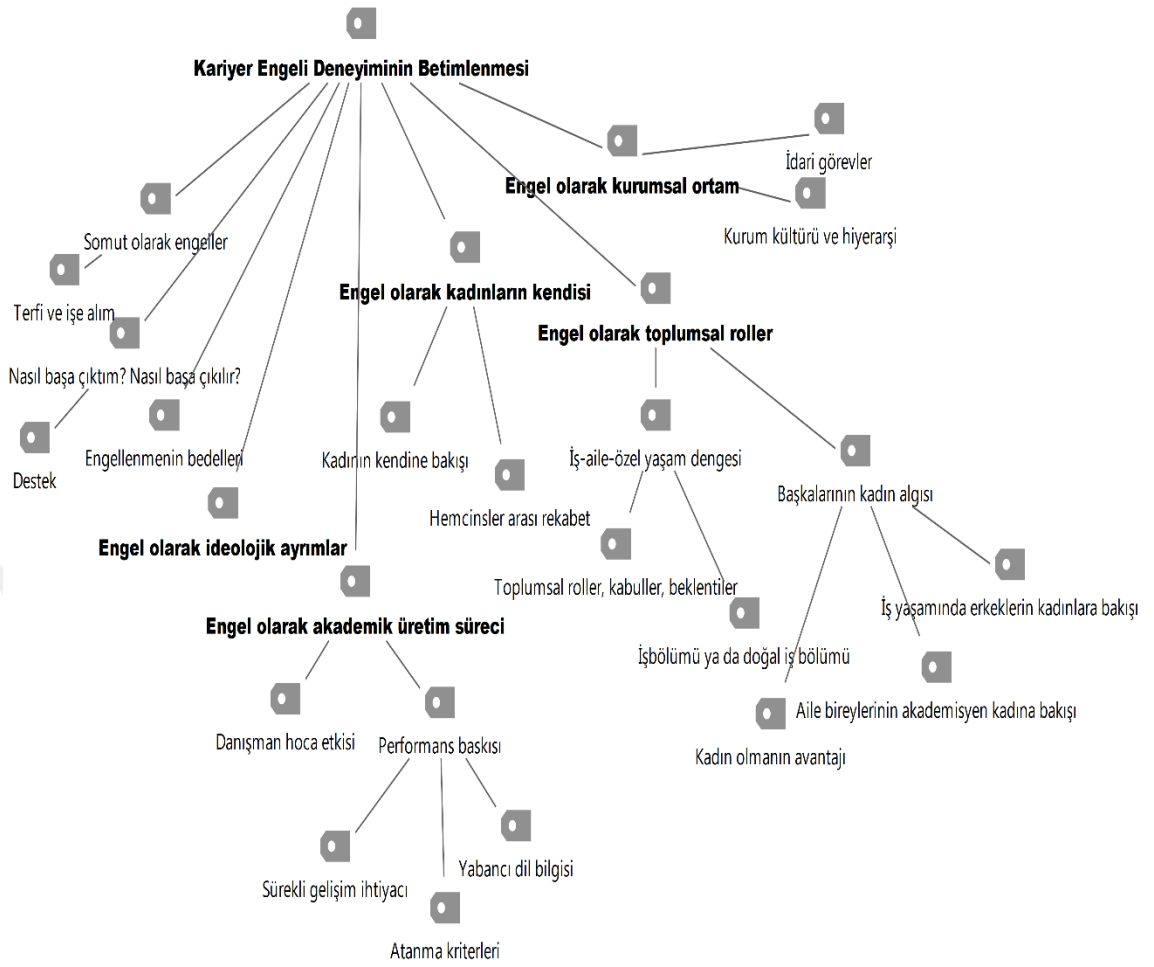 Kariyer Engeli Deneyiminin Betimlenmesi
İdari görevler
Engel olarak kurumsal ortam
Kurum kültürü ve hiyerarşi
Somut olarak engeller
Terfi ve işe alım
Engel olarak kadınların kendisi
Engel olarak toplumsal roller
Nasıl başa çıktım? Nasıl başa çıkılır?
Destek
Engellenmenin bedelleri
Kadının kendine bakışı
İş-aile-özel yaşam dengesi
Başkalarının kadın algısı
Hemcinsler arası rekabet
Engel olarak ideolojik ayrımlar
Toplumsal roller, kabuller, beklentiler
İş yaşamında erkeklerin kadınlara bakışı
Engel olarak akademik üretim süreci
İşbölümü ya da doğal iş bölümü
Aile bireylerinin akademisyen kadına bakışı
Danışman hoca etkisi
Performans baskısı
Kadın olmanın avantajı
Yabancı dil bilgisi
Sürekli gelişim ihtiyacı
Atanma kriterleri